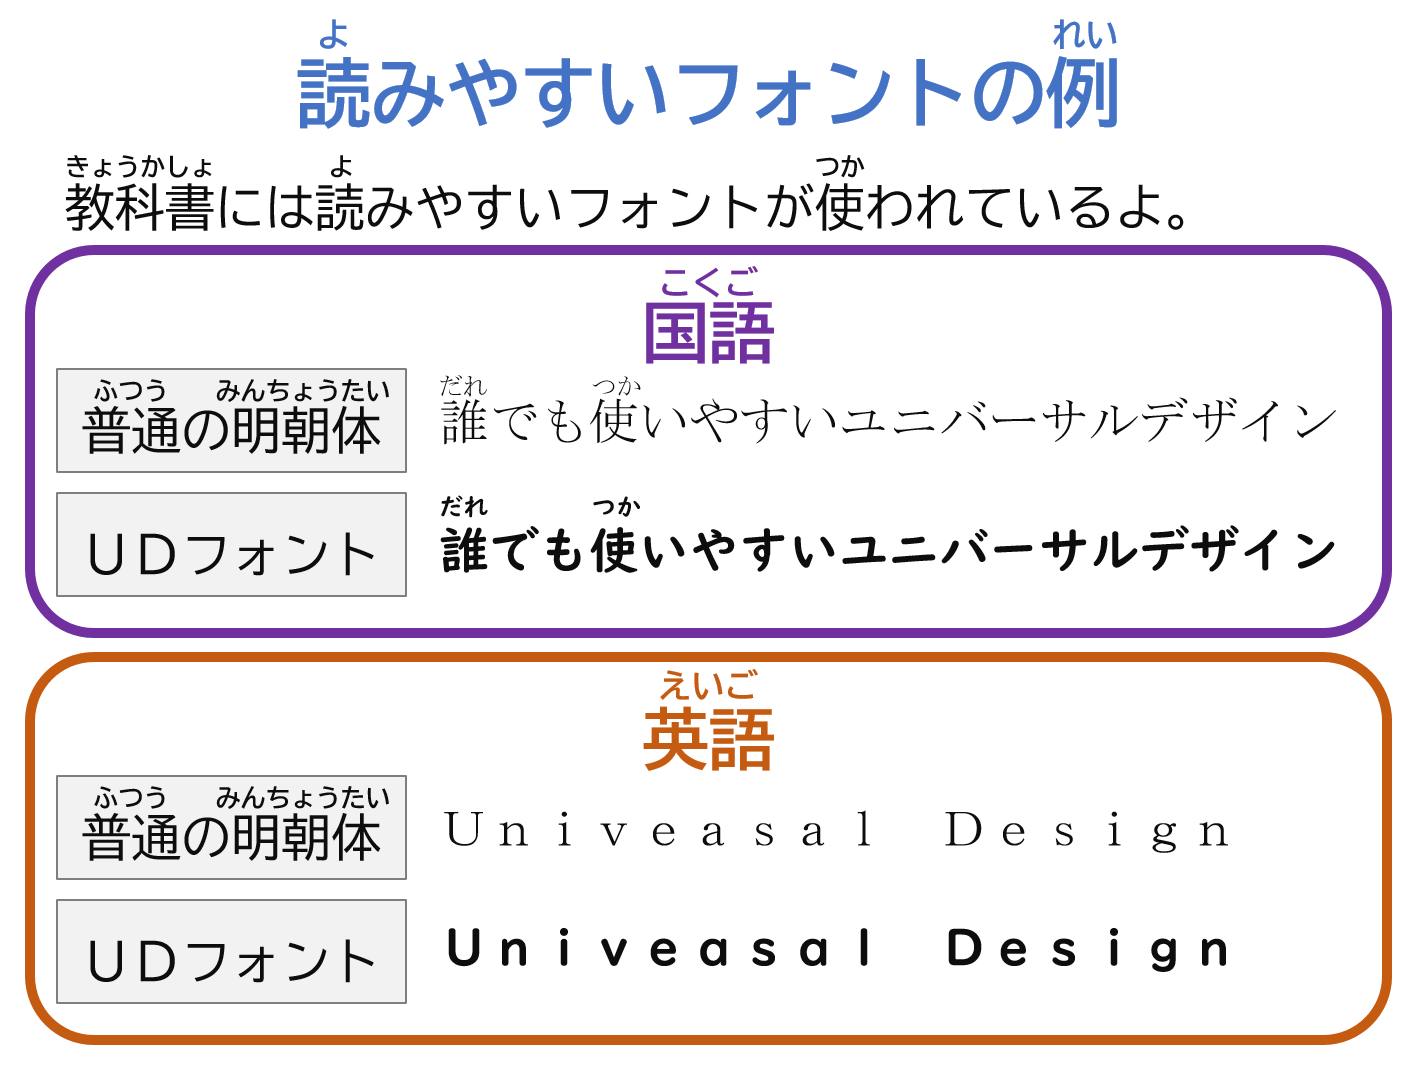 よ れい
読みやすいフォントの例
きょうかしょ よ つか
教科書には読みやすいフォントが使われているよ。
こくご
国語
ふつう みんちょうたい
普通の明朝体
だれ つか
誰でも使いやすいユニバーサルデザイン
UDフォント
だれ つか
誰でも使いやすいユニバーサルデザイン
えいご
英語
ふつう みんちょうたい
普通の明朝体
Univeasal Design
UDフォント
Univeasal Design